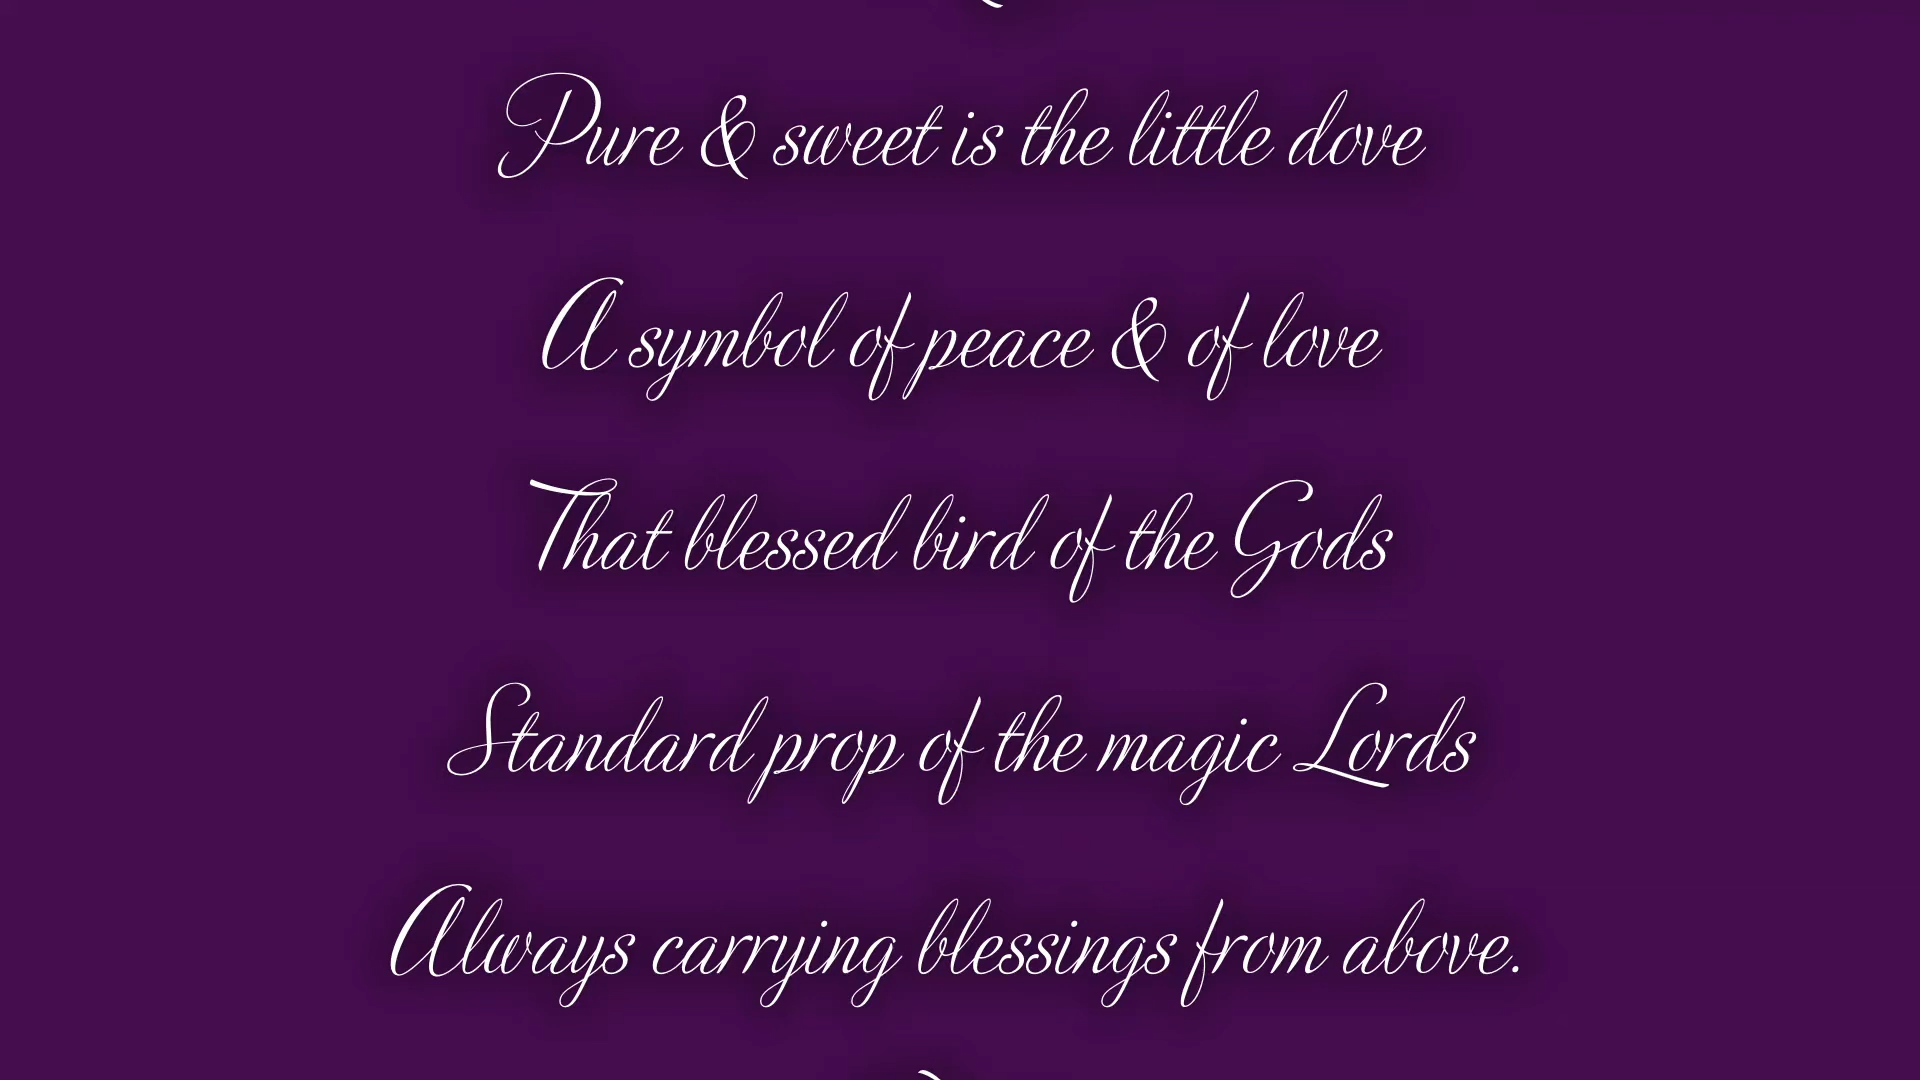 Pure & sweet is the little dove
A symbol of peace & of love
That blessed bird of the Gods
Standard prop of the magic Lords
Always carrying blessings from above.